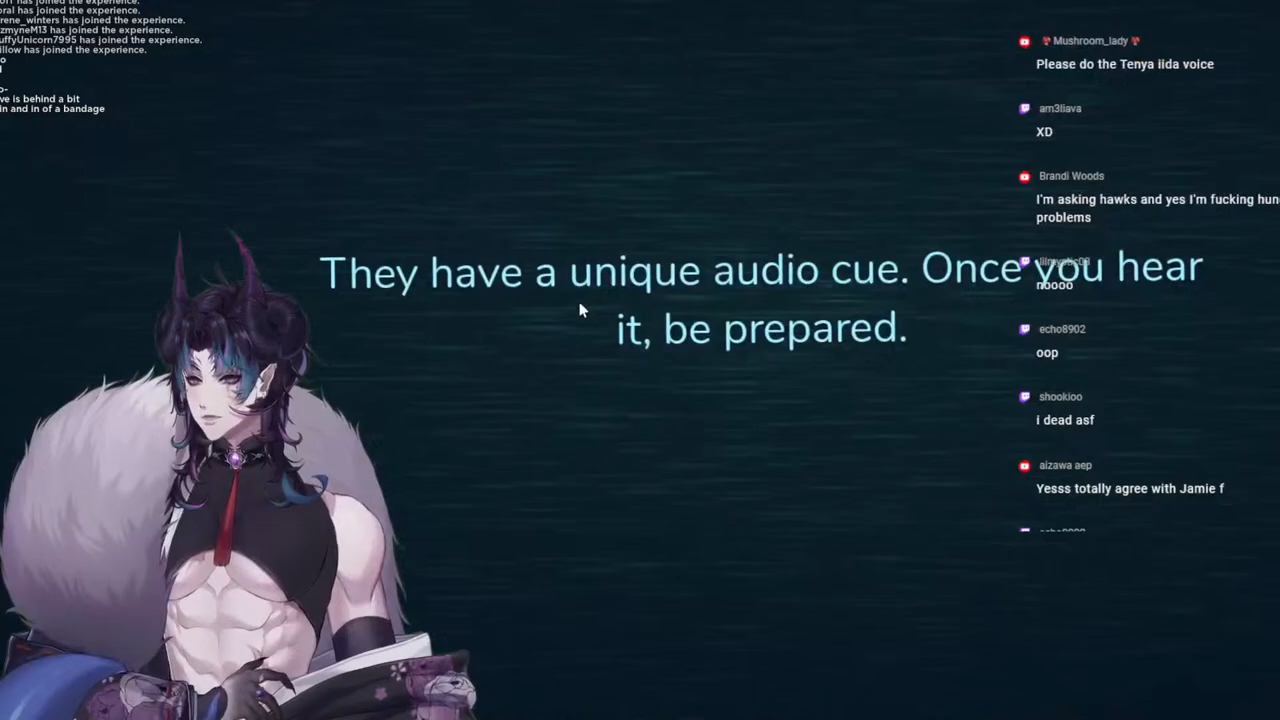 has joined the experience.
has joined the experience.
rene_winters has joined the experience.
zmyneM13 has joined the experience.
uffyUnicorn7995 has joined the experience.
illow has joined the experience.
o
o-
ve is behind a bit
in and in of a bandage
They have a unique audio cue. Once you hear
it, be prepared.
Mushroom_lady
Please do the Tenya iida voice
am3liava
XD
Brandi Woods
I'm asking hawks and yes I'm fucking hun
problems
noooo
echo8902
oop
shookioo
i dead asf
aizawa aep
Yesss totally agree with Jamie f